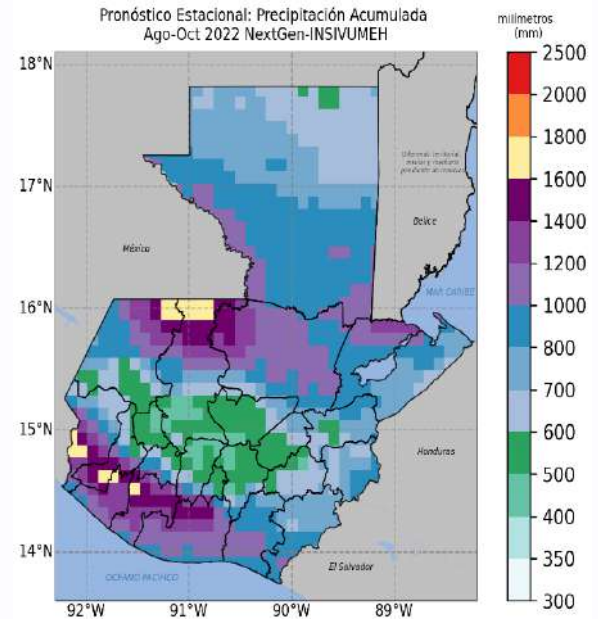 Pronóstico Estacional: Precipitación Acumulada
Ago-Oct 2022 NextGen-INSIVUMEH
milímetros
(mm)
18°N
17°N
16°N
15°N
14°N
92°W
91°W
90°W
89°W
México
Belice
MAR CARIBE
Honduras
El Salvador
OCÉANO PACÍFICO
2500
2000
1800
1600
1400
1200
1000
800
700
600
500
400
350
300